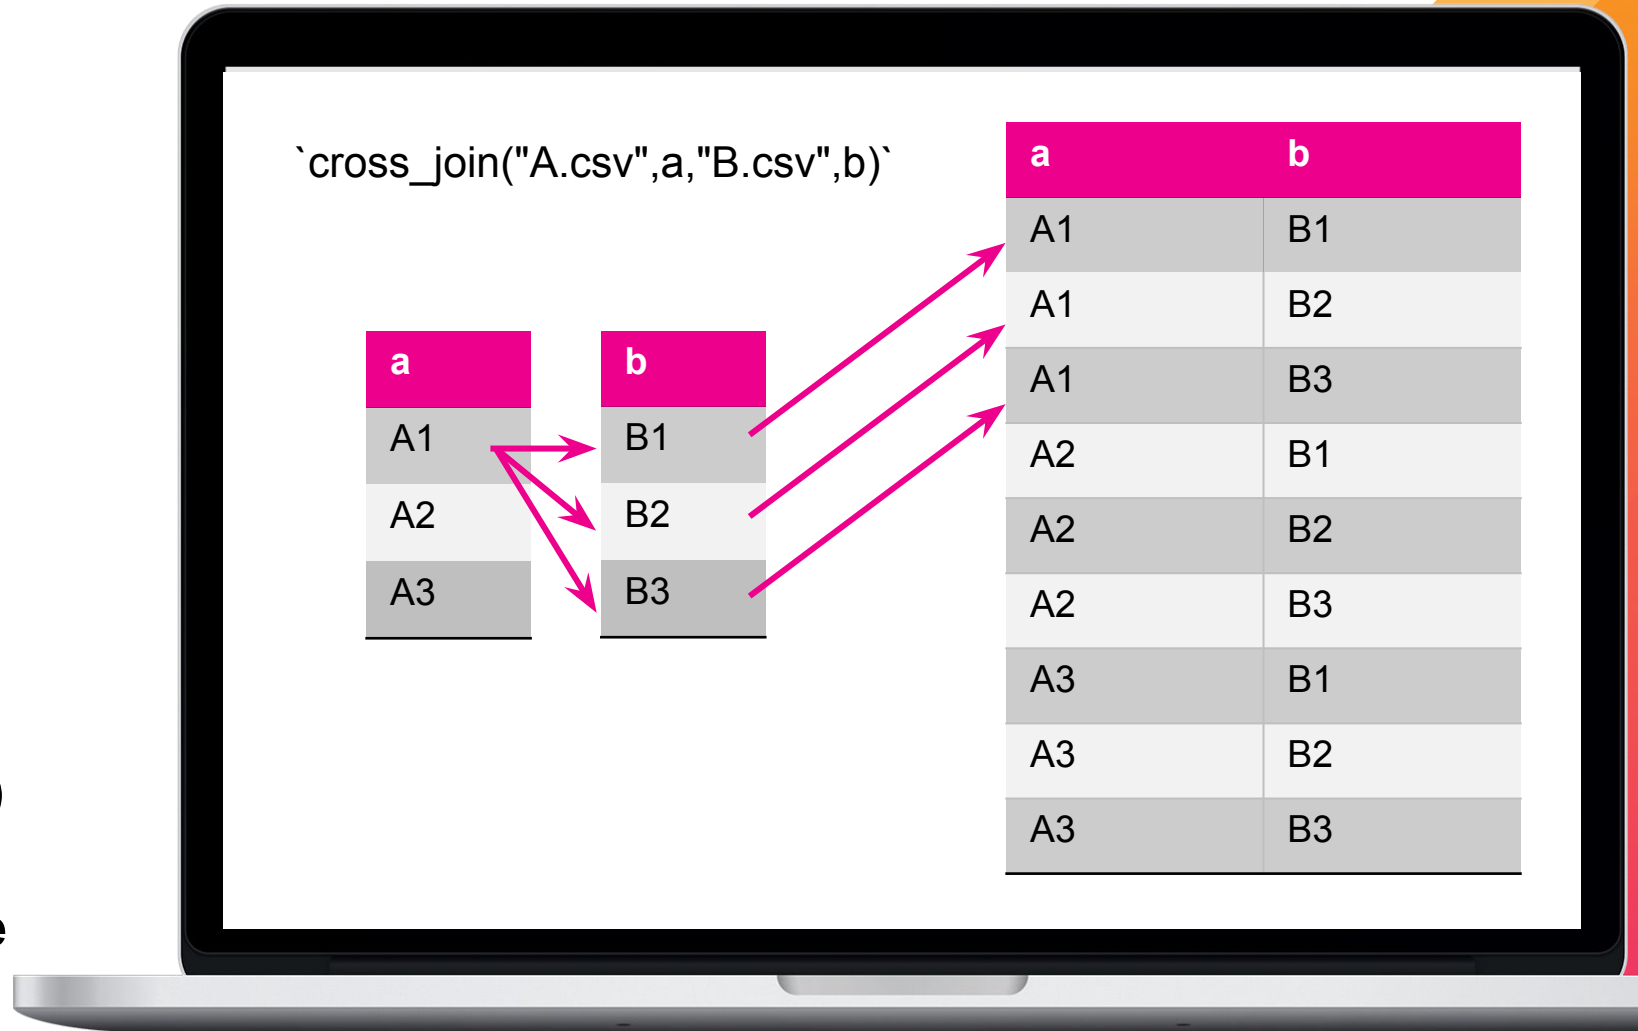 `cross_join("A.csv",a,"B.csv",b)`
a
A1
A2
A3
b
B1
B2
B3
a b
A1 B1
A1 B2
A1 B3
A2 B1
A2 B2
A2 B3
A3 B1
A3 B2
A3 B3
)
e